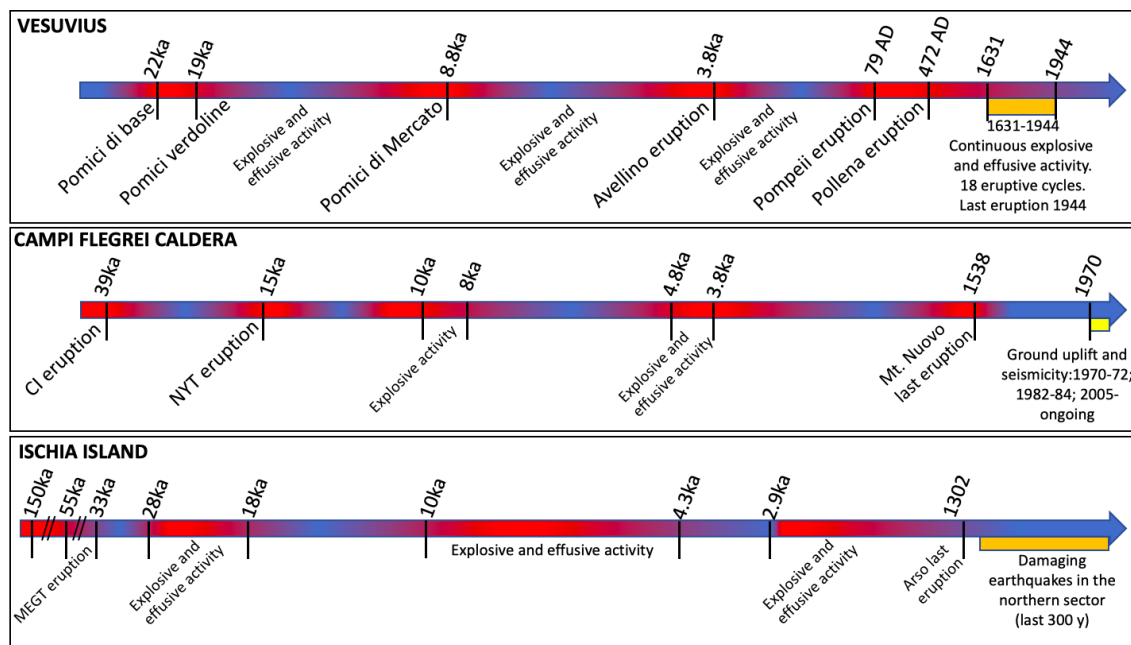 VESUVIUS
22ka
19ka
8.8ka
3.8ka
79 AD
472 AD
1631
1944
Pomici di base
Pomici verdoline
Explosive and
effusive activity
Pomici di Mercato
Explosive and
effusive activity
Avellino eruption
Explosive and
effusive activity
Pompeii eruption
Pollena eruption
1631-1944
Continuous explosive
and effusive activity.
18 eruptive cycles.
Last eruption 1944
CAMPI FLEGREI CALDERA
39ka
15ka
10ka
8ka
4.8ka
3.8ka
1538
1970
CI eruption
NYT eruption
Explosive activity
Explosive and
effusive activity
Mt. Nuovo
last eruption
Ground uplift and
seismicity:1970-72;
1982-84; 2005-
ongoing
ISCHIA ISLAND
150ka
55ka
33ka
28ka
18ka
10ka
4.3ka
2.9ka
1302
MEGT eruption
Explosive and
effusive activity
Explosive and effusive activity
Explosive and
effusive activity
Arso last
eruption
Damaging
earthquakes in the
northern sector
(last 300 y)